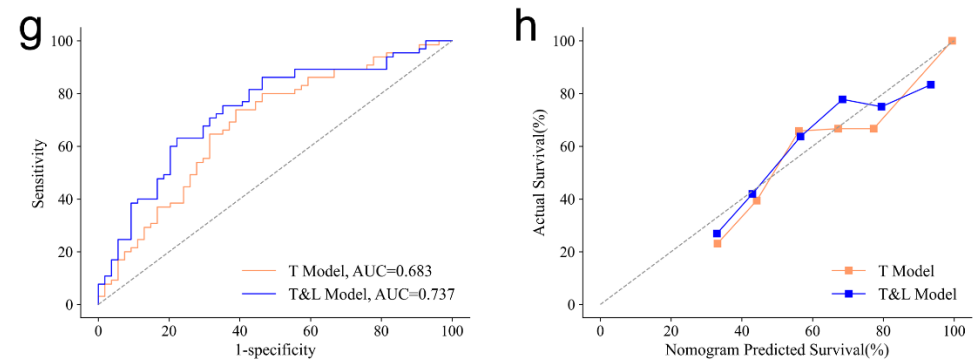 g
100
80
60
40
20
0
Sensitivity
T Model, AUC=0.683
T&L Model, AUC=0.737
0 20 40 60 80 100
1-specificity
h
100
80
60
40
20
0
Actual Survival(%)
T Model
T&L Model
0 20 40 60 80 100
Nomogram Predicted Survival(%)